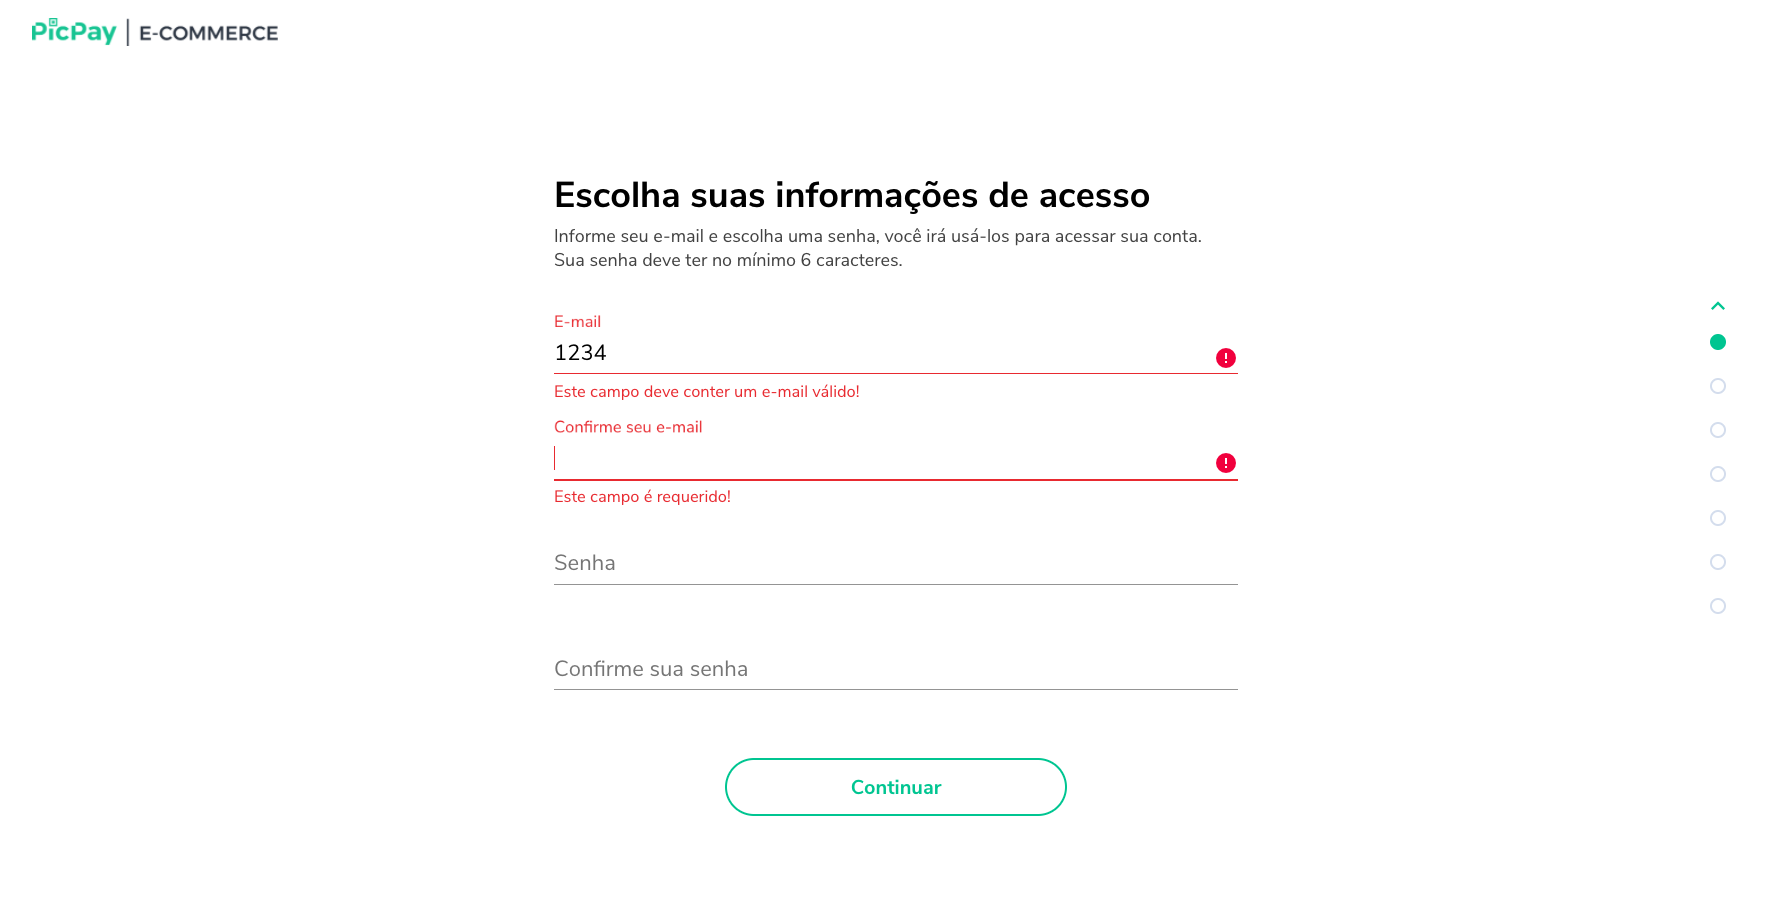 PicPay | E-COMMERCE
Escolha suas informações de acesso
Informe seu e-mail e escolha uma senha, você irá usá-los para acessar sua conta.
Sua senha deve ter no mínimo 6 caracteres.
E-mail
1234
Este campo deve conter um e-mail válido!
Confirme seu e-mail
Este campo é requerido!
Senha
Confirme sua senha
Continuar